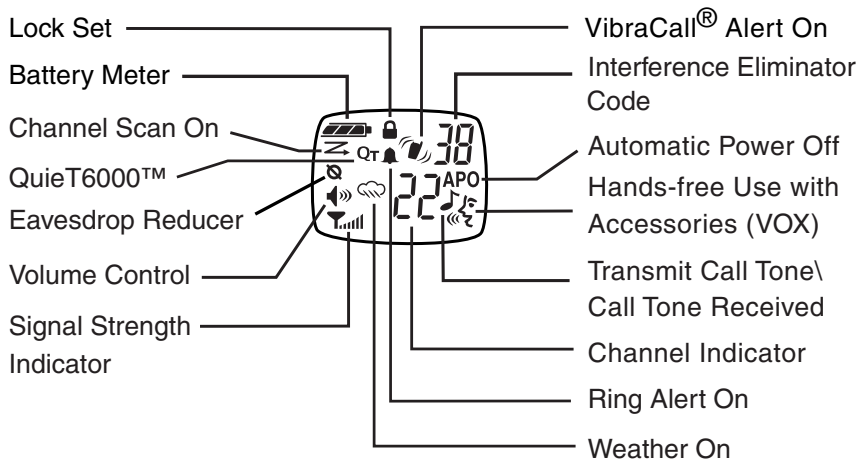 Lock Set
Battery Meter
Channel Scan On
QuieT6000™
Eavesdrop Reducer
Volume Control
Signal Strength
Indicator
38
QT
APO
22
VibraCall® Alert On
Interference Eliminator
Code
Automatic Power Off
Hands-free Use with
Accessories (VOX)
Transmit Call Tone\
Call Tone Received
Channel Indicator
Ring Alert On
Weather On